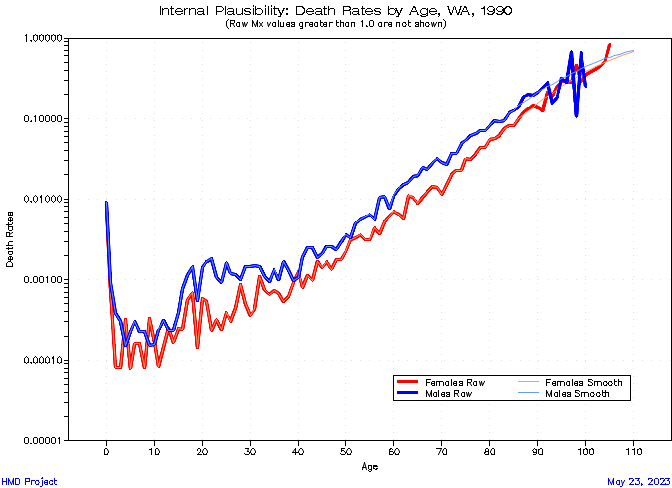 Internal Plausibility: Death Rates by Age, WA, 1990
(Raw Mx values greater than 1.0 are not shown)
1.00000
0.10000
0.01000
0.00100
0.00010
0.00001
Death Rates
0 10 20 30 40 50 60 70 80 90 100 110
Age
Females Raw Females Smooth
Males Raw Males Smooth
HMD Project May 23, 2023